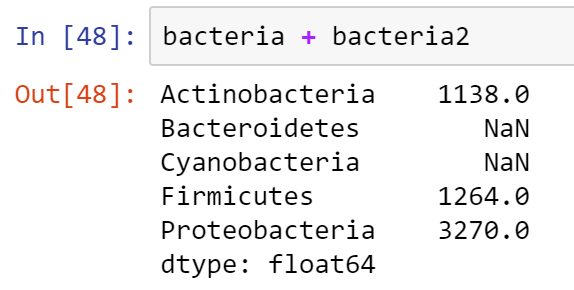 In [48]: bacteria + bacteria2
Out[48]: Actinobacteria    1138.0
Bacteroidetes        NaN
Cyanobacteria        NaN
Firmicutes        1264.0
Proteobacteria    3270.0
dtype: float64